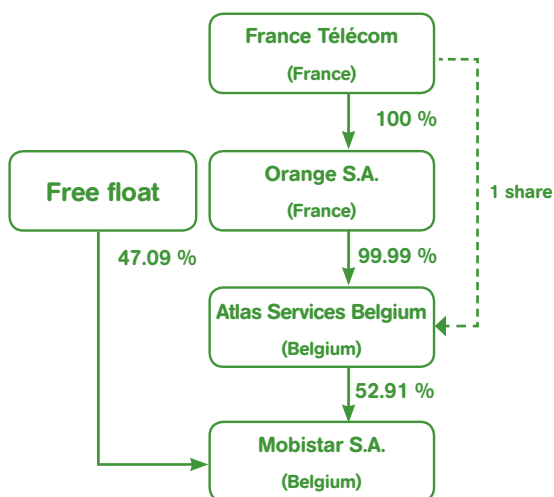 France Télécom
(France)
100 %
Orange S.A.
(France)
Free float
1 share
47.09 %
99.99 %
Atlas Services Belgium
(Belgium)
52.91 %
Mobistar S.A.
(Belgium)